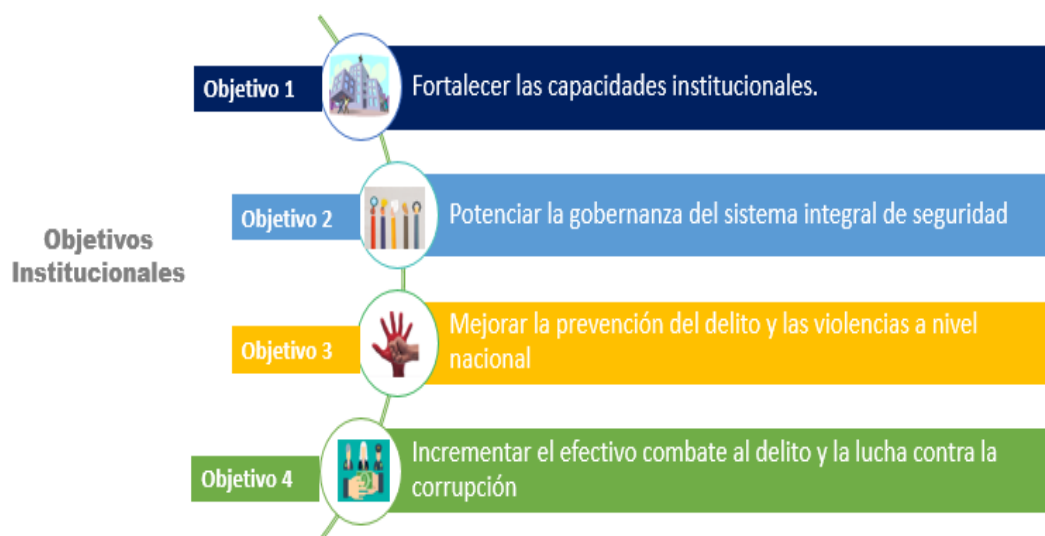 Objetivo 1
Fortalecer las capacidades institucionales.
Objetivo 2
Potenciar la gobernanza del sistema integral de seguridad
Objetivos
Institucionales
Objetivo 3
Mejorar la prevención del delito y las violencias a nivel
nacional
Objetivo 4
Incrementar el efectivo combate al delito y la lucha contra la
corrupción